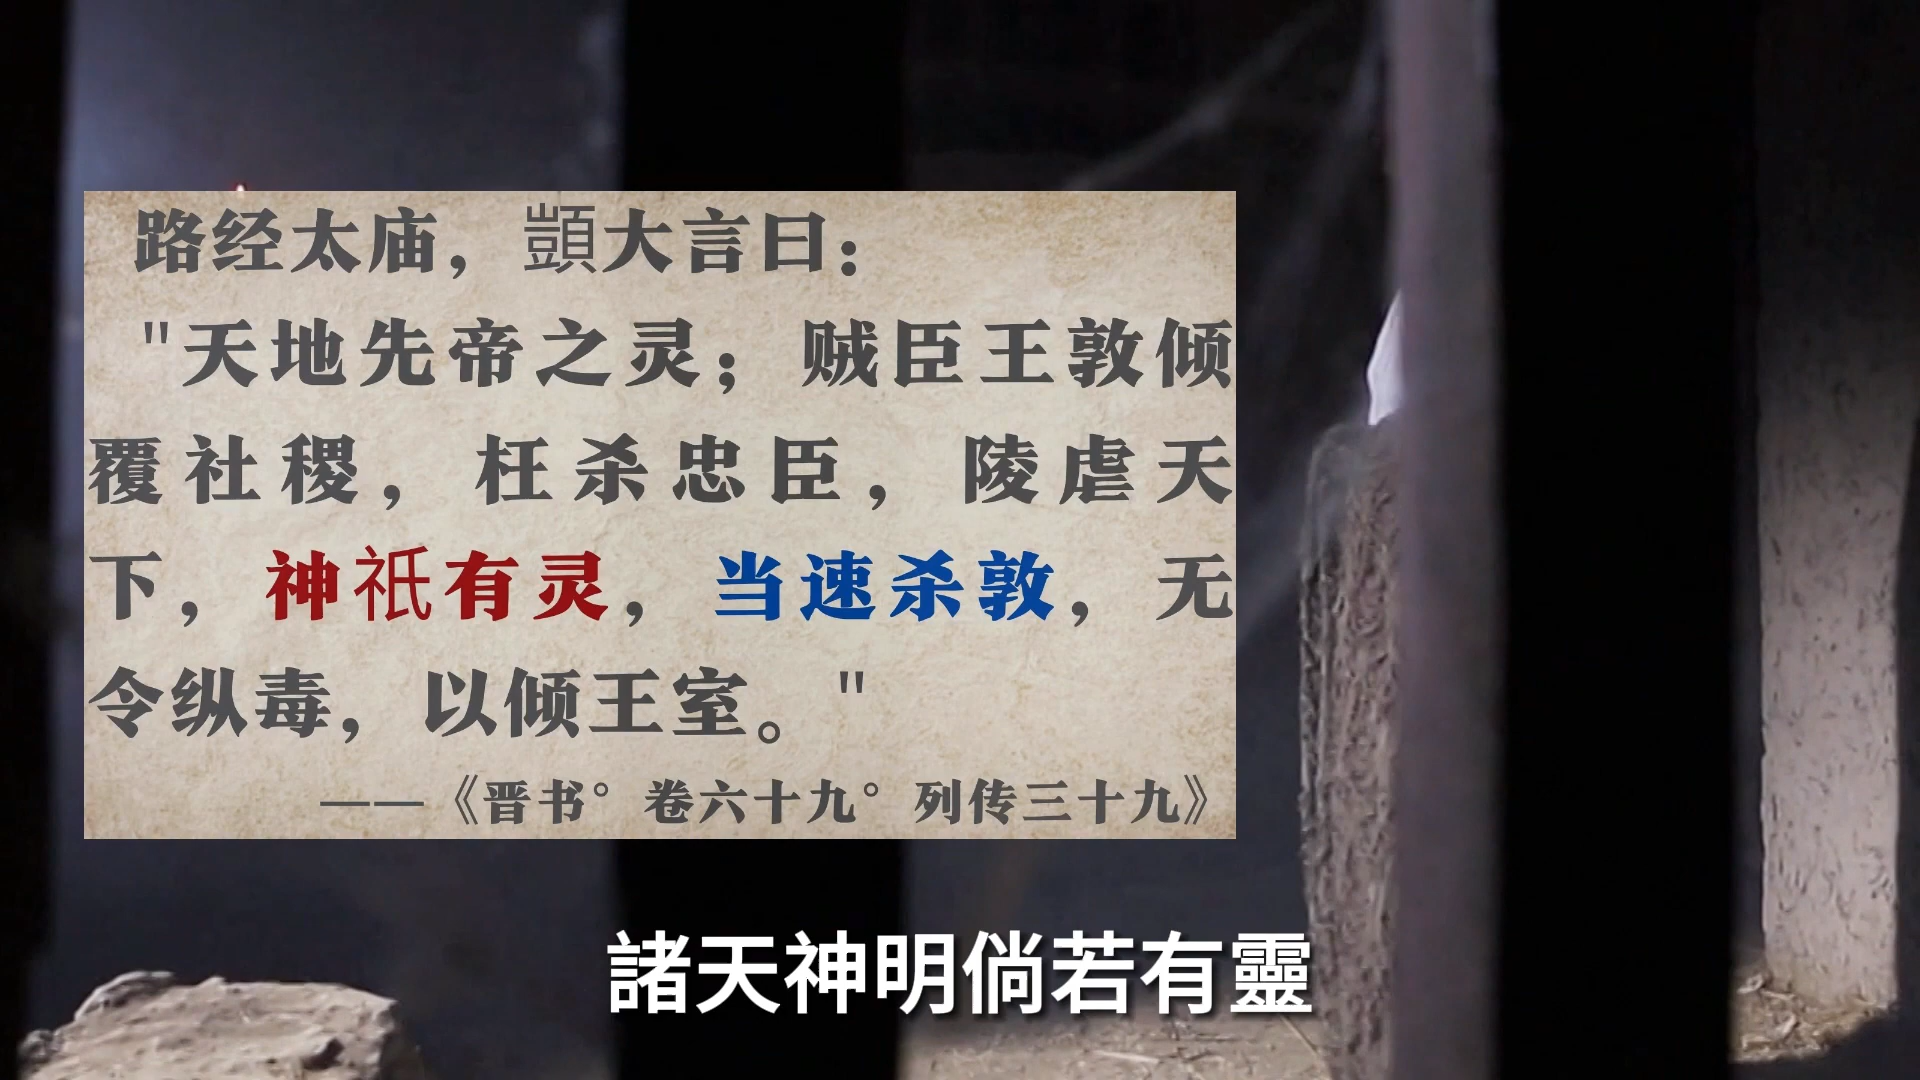 路经太庙，顗大言曰：
"天地先帝之灵；贼臣王敦倾
覆社稷，枉杀忠臣，陵虐天
下，神祇有灵，当速杀敦，无
令纵毒，以倾王室。"
——《晋书°卷六十九°列传三十九》
諸天神明倘若有靈